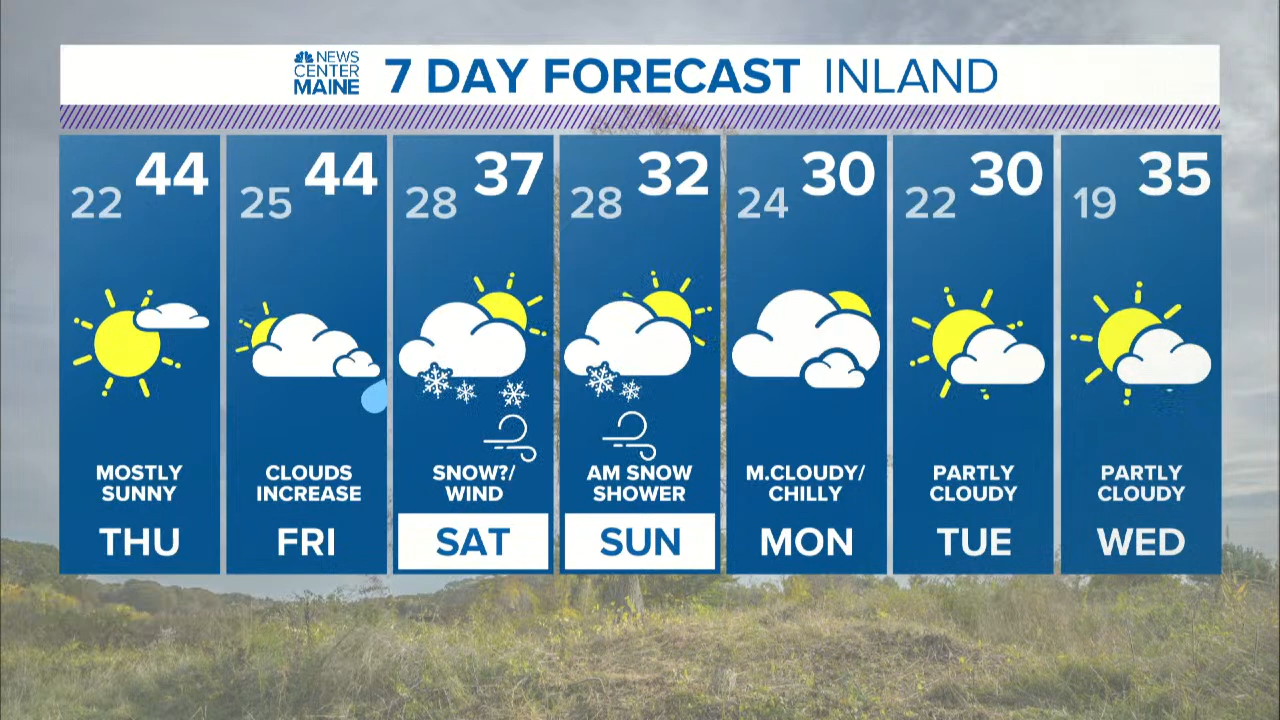 NEWS
CENTER
MAINE
7 DAY FORECAST INLAND
22 44
MOSTLY
SUNNY
THU
25 44
CLOUDS
INCREASE
FRI
28 37
SNOW?/
WIND
SAT
28 32
AM SNOW
SHOWER
SUN
24 30
M.CLOUDY/
CHILLY
MON
22 30
PARTLY
CLOUDY
TUE
19 35
PARTLY
CLOUDY
WED